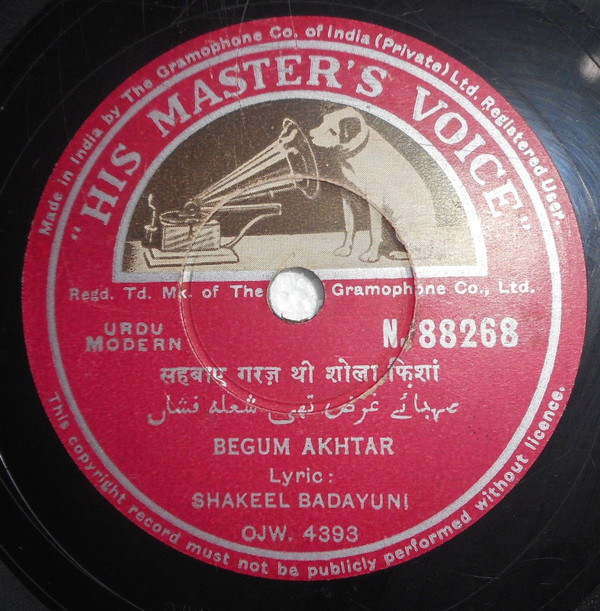 Made in India by The Gramophone Co. of India (Private) Ltd. Registered User.
"HIS MASTER'S VOICE"
Regd. Td. Mk. of The Gramophone Co., Ltd.
URDU
MODERN
N. 88268
सहबाए गरज़ थी शोला फ़िशां
صہبائے غرض تھی شعلہ فشاں
BEGUM AKHTAR
Lyric:
SHAKEEL BADAYUNI
OJW. 4393
This copyright record must not be publicly performed without licence.